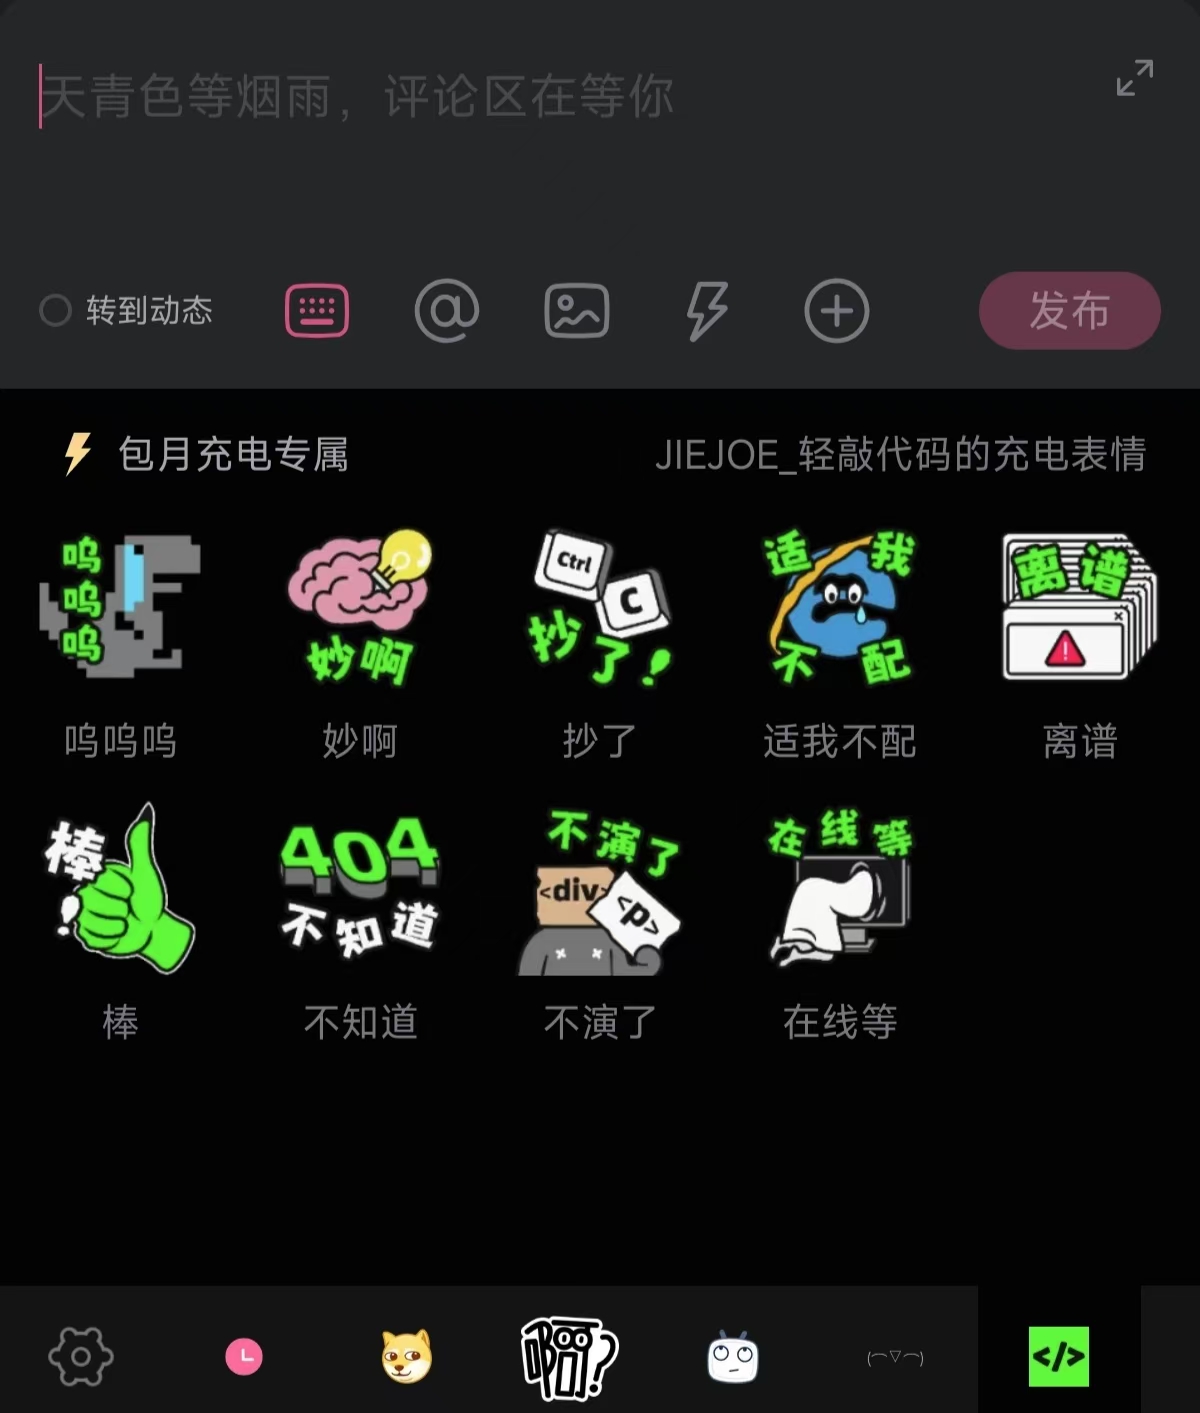 天青色等烟雨，评论区在等你
转到动态
发布
包月充电专属
JIEJOE_轻敲代码的充电表情
呜
呜
呜
妙啊
Ctrl
C
抄了！
适我
不配
离谱
呜呜呜
妙啊
抄了
适我不配
离谱
棒
！
404
不知道
不演了
<div>
<p>
在线等
棒
不知道
不演了
在线等
啊?
</>